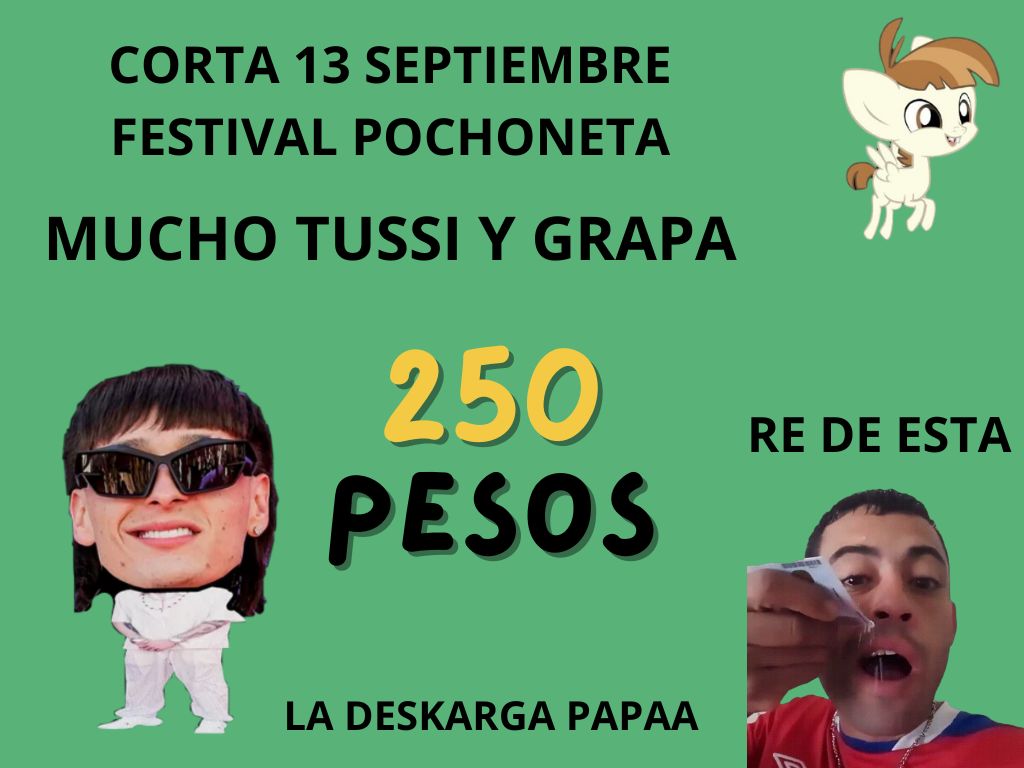 CORTA 13 SEPTIEMBRE
FESTIVAL POCHONETA
MUCHO TUSSI Y GRAPA
250
PESOS
RE DE ESTA
LA DESKARGA PAPAA